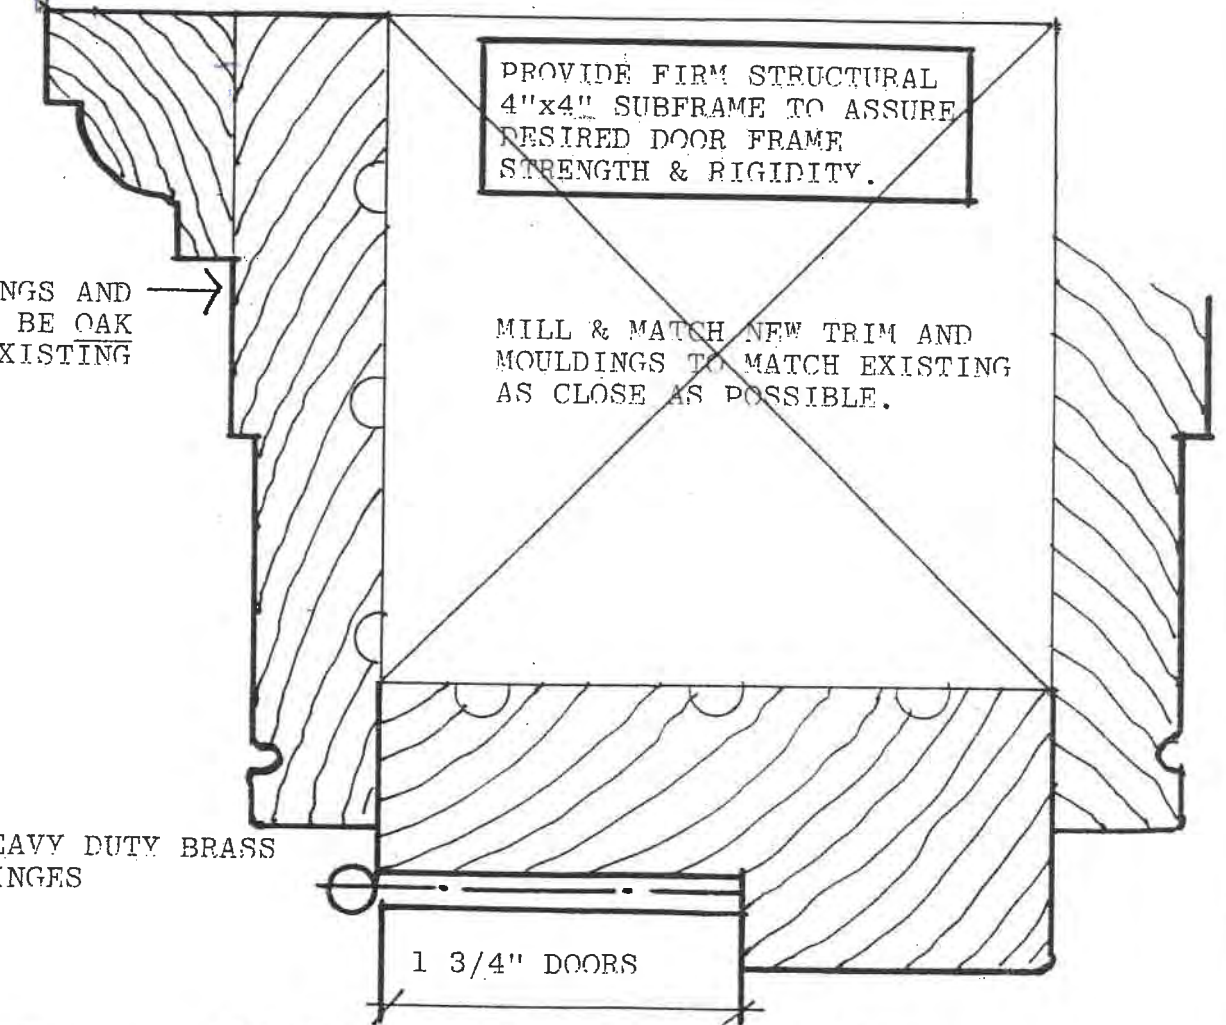 PROVIDE FIRM STRUCTURAL
4"x4" SUBFRAME TO ASSURE
DESIRED DOOR FRAME
STRENGTH & RIGIDITY.
NGS AND
BE OAK
XISTING
MILL & MATCH NEW TRIM AND
MOULDINGS TO MATCH EXISTING
AS CLOSE AS POSSIBLE.
EAVY DUTY BRASS
INGES
1 3/4" DOORS